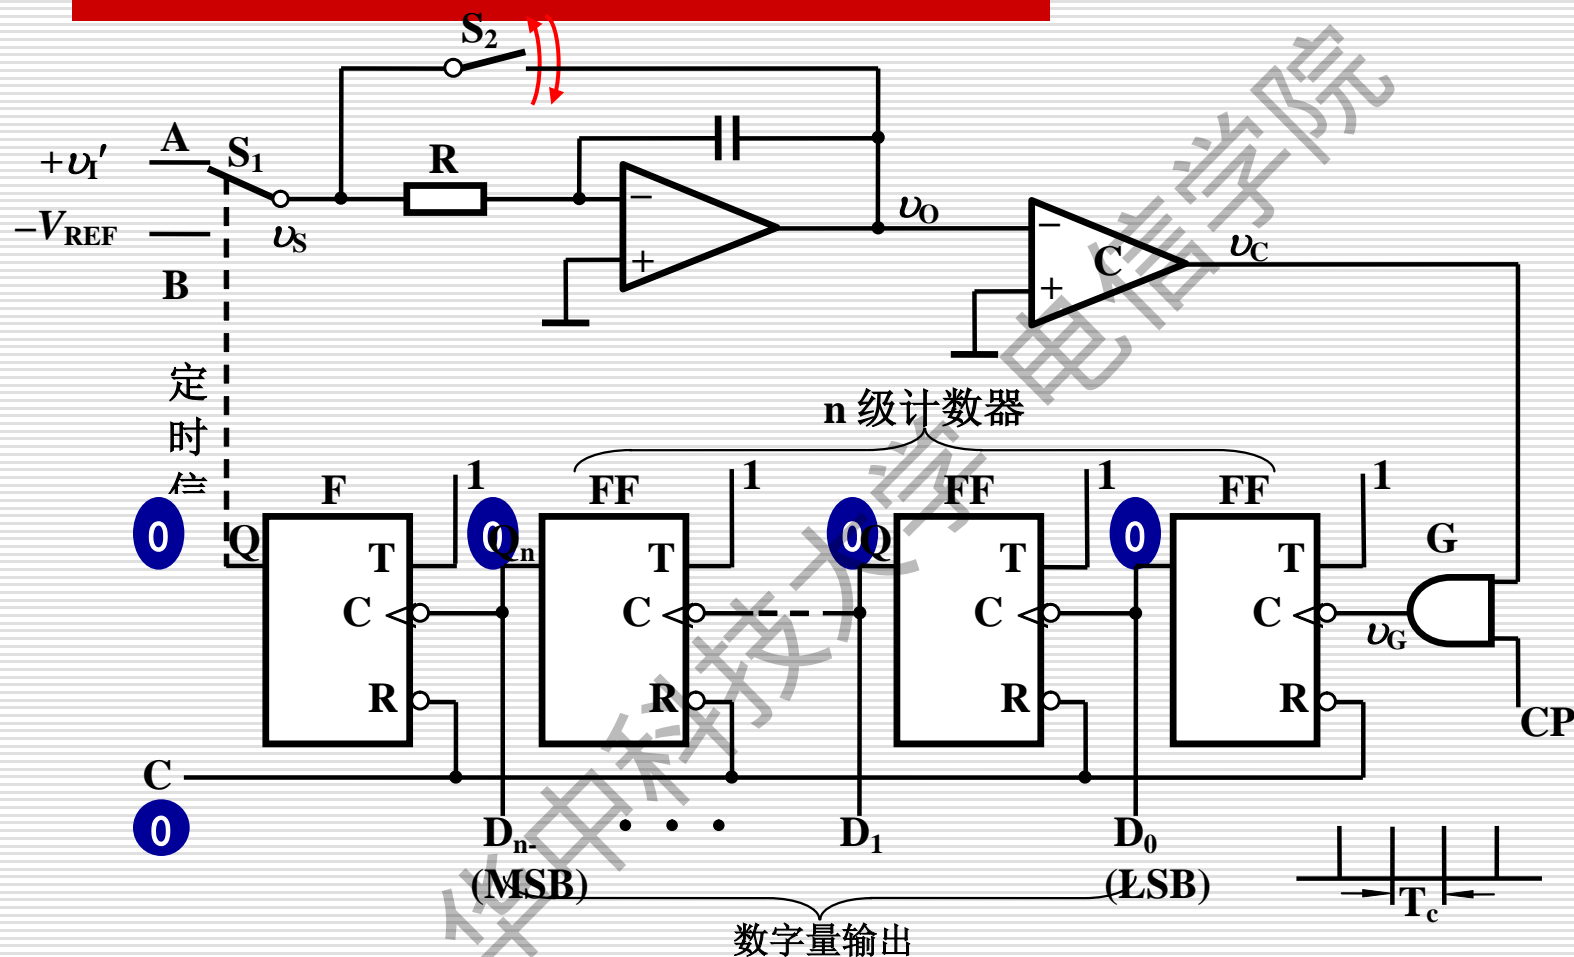 S₂
A
+υI′
S₁
R
−VREF
υS
B
−
+
υO
−
C
+
υC
定
时
信
n 级计数器
F
1
FF
1
FF
1
FF
1
0
Q
T
0
Qn
T
0
Q
T
0
T
G
C
C
C
C
υG
R
R
R
R
CP
C
0
Dn-
· · ·
D₁
D₀
(MSB)
(LSB)
Tc
数字量输出
华中科技大学 电信学院